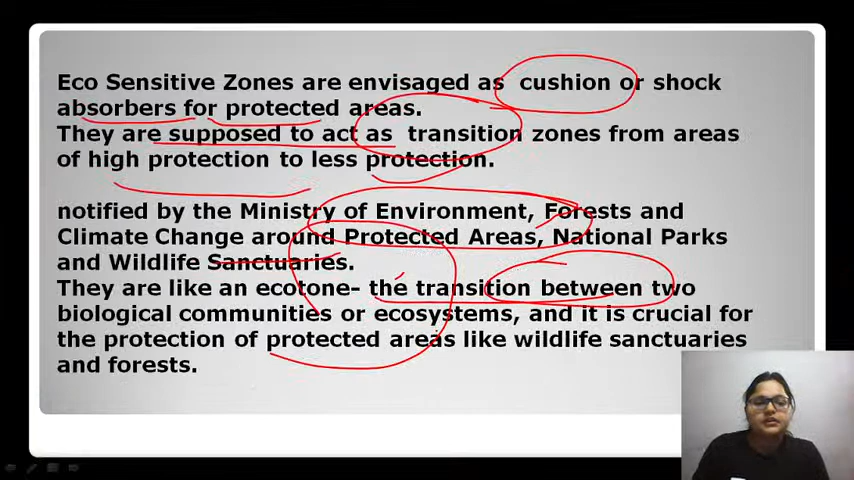 Eco Sensitive Zones are envisaged as cushion or shock
absorbers for protected areas.
They are supposed to act as transition zones from areas
of high protection to less protection.
notified by the Ministry of Environment, Forests and
Climate Change around Protected Areas, National Parks
and Wildlife Sanctuaries.
They are like an ecotone- the transition between two
biological communities or ecosystems, and it is crucial for
the protection of protected areas like wildlife sanctuaries
and forests.